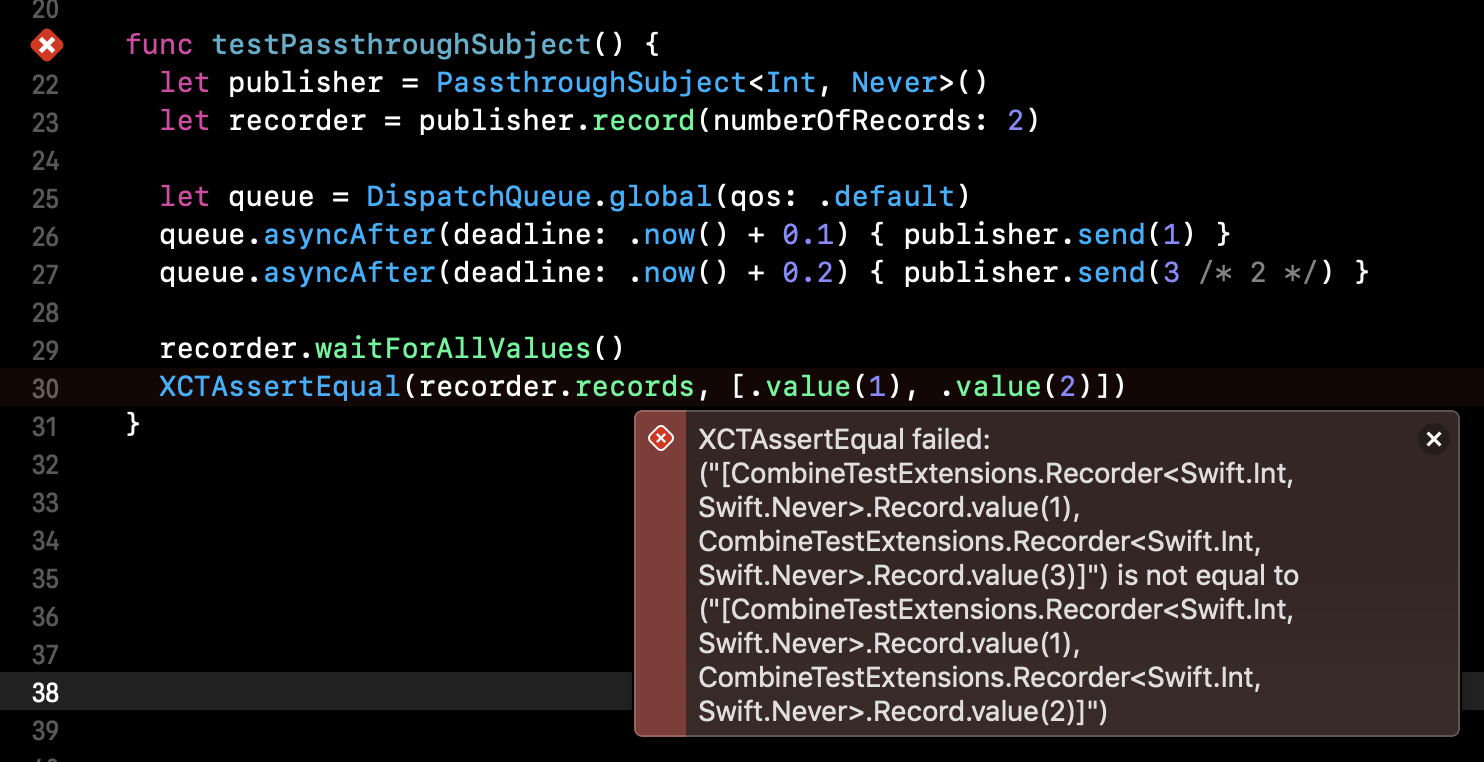 20
func testPassthroughSubject() {
22 let publisher = PassthroughSubject<Int, Never>()
23 let recorder = publisher.record(numberOfRecords: 2)
24
25 let queue = DispatchQueue.global(qos: .default)
26 queue.asyncAfter(deadline: .now() + 0.1) { publisher.send(1) }
27 queue.asyncAfter(deadline: .now() + 0.2) { publisher.send(3 /* 2 */) }
28
29 recorder.waitForAllValues()
30 XCTAssertEqual(recorder.records, [.value(1), .value(2)])
31 }
XCTAssertEqual failed:
("[CombineTestExtensions.Recorder<Swift.Int,
Swift.Never>.Record.value(1),
CombineTestExtensions.Recorder<Swift.Int,
Swift.Never>.Record.value(3)]") is not equal to
("[CombineTestExtensions.Recorder<Swift.Int,
Swift.Never>.Record.value(1),
CombineTestExtensions.Recorder<Swift.Int,
Swift.Never>.Record.value(2)]")
32
33
34
35
36
37
38
39